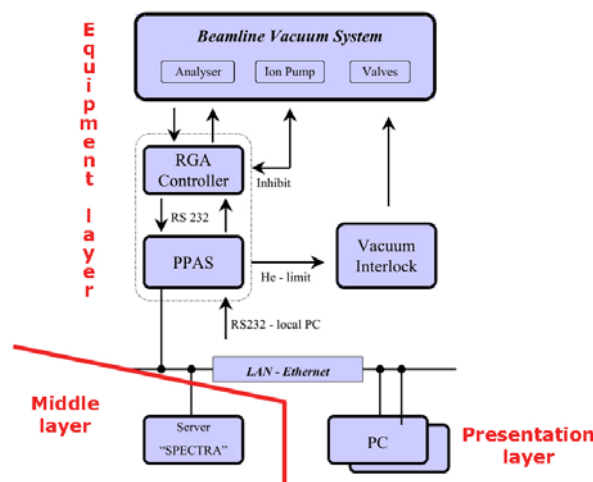 Equipment layer
Beamline Vacuum System
Analyser
Ion Pump
Valves
RGA
Controller
Inhibit
RS 232
PPAS
He - limit
Vacuum
Interlock
RS232 - local PC
LAN - Ethernet
Middle
layer
Server
“SPECTRA”
PC
Presentation
layer